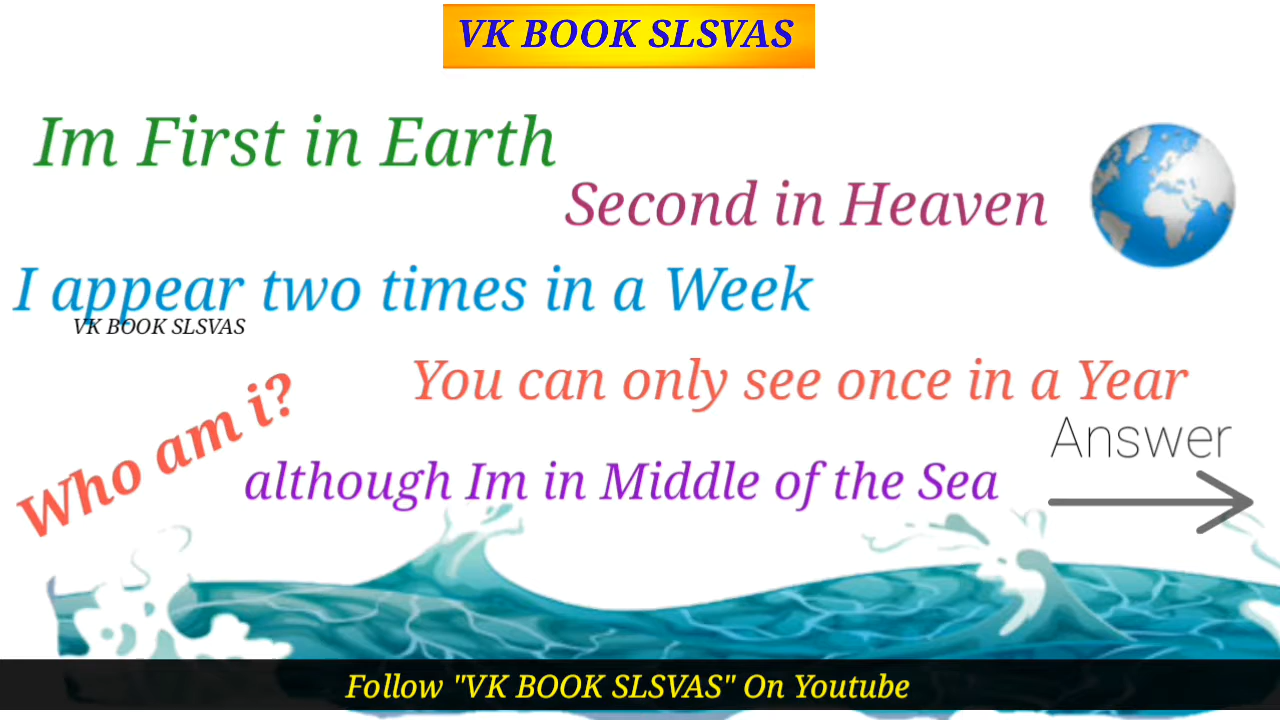 VK BOOK SLSVAS
Im First in Earth
Second in Heaven
I appear two times in a Week
VK BOOK SLSVAS
You can only see once in a Year
Who am i?
Answer
although Im in Middle of the Sea
Follow "VK BOOK SLSVAS" On Youtube